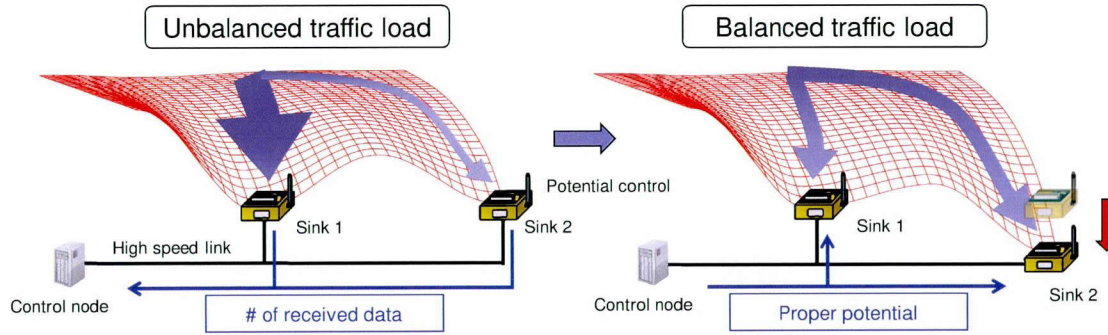 Unbalanced traffic load
Balanced traffic load
Potential control
Sink 1
Sink 2
High speed link
Control node
# of received data
Sink 1
Control node
Proper potential
Sink 2